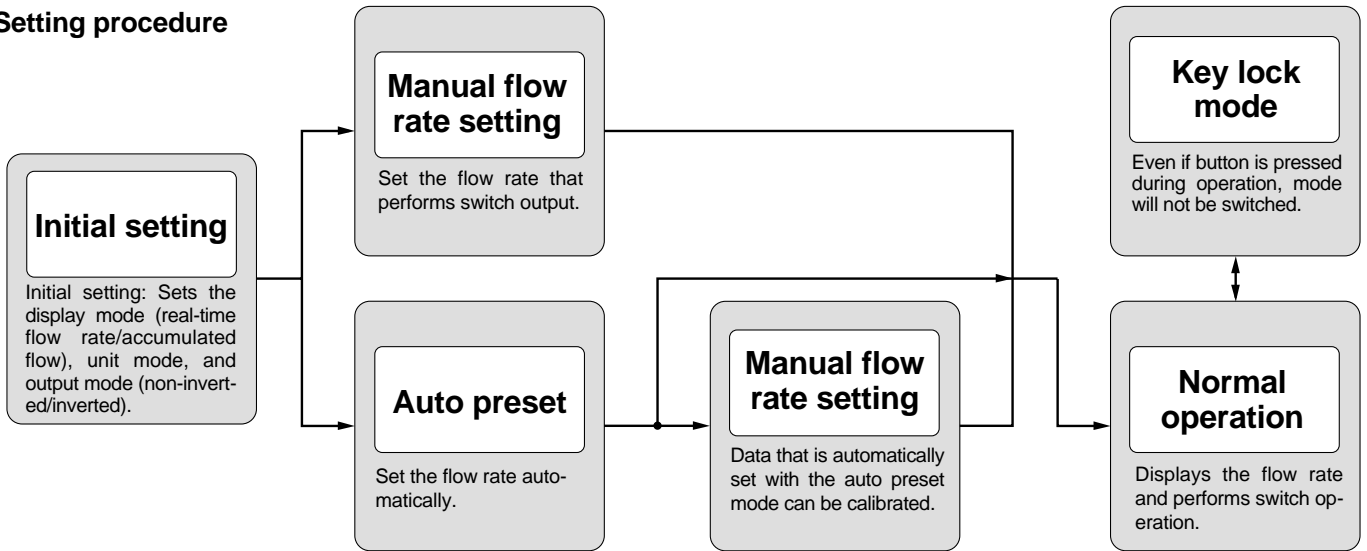 Setting procedure
Initial setting
Initial setting: Sets the
display mode (real-time
flow rate/accumulated
flow), unit mode, and
output mode (non-invert-
ed/inverted).
Manual flow
rate setting
Set the flow rate that
performs switch output.
Auto preset
Set the flow rate auto-
matically.
Manual flow
rate setting
Data that is automatically
set with the auto preset
mode can be calibrated.
Key lock
mode
Even if button is pressed
during operation, mode
will not be switched.
Normal
operation
Displays the flow rate
and performs switch op-
eration.